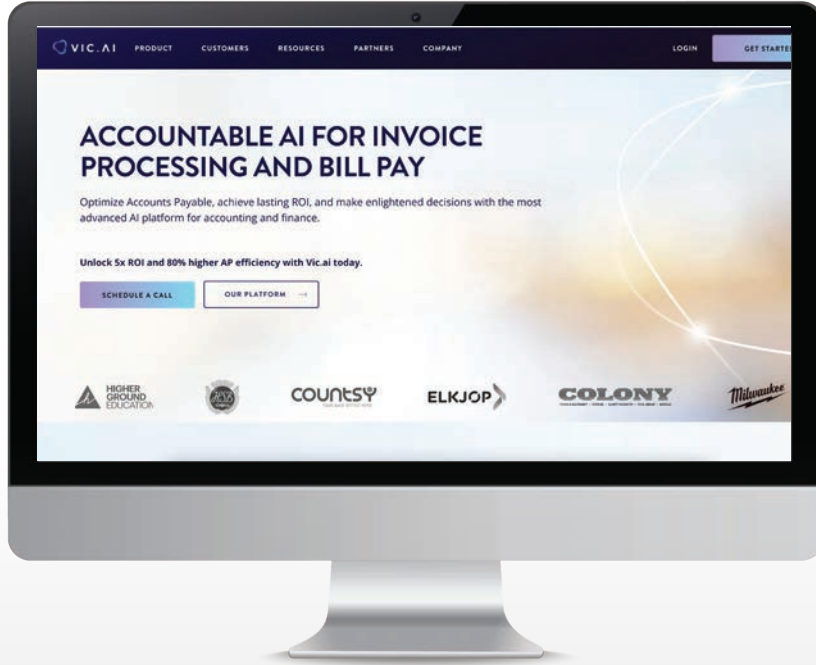 VIC.AI PRODUCT CUSTOMERS RESOURCES PARTNERS COMPANY LOGIN GET STARTE
ACCOUNTABLE AI FOR INVOICE
PROCESSING AND BILL PAY
Optimize Accounts Payable, achieve lasting ROI, and make enlightened decisions with the most
advanced AI platform for accounting and finance.
Unlock 5x ROI and 80% higher AP efficiency with Vic.ai today.
SCHEDULE A CALL OUR PLATFORM →
HIGHER
GROUND
EDUCATION
COUNTSY ELKJOP COLONY Milwaukee